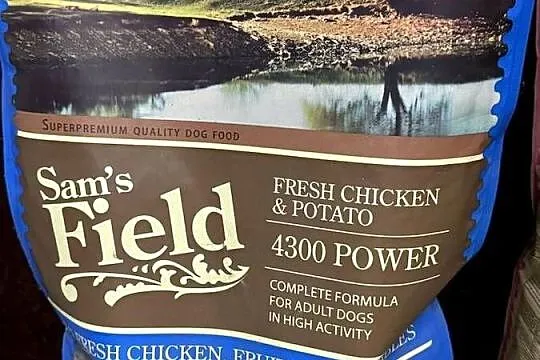 SUPERPREMIUM QUALITY DOG FOOD
Sam's
Field
FRESH CHICKEN
& POTATO
4300 POWER
COMPLETE FORMULA
FOR ADULT DOGS
IN HIGH ACTIVITY
FRESH CHICKEN,